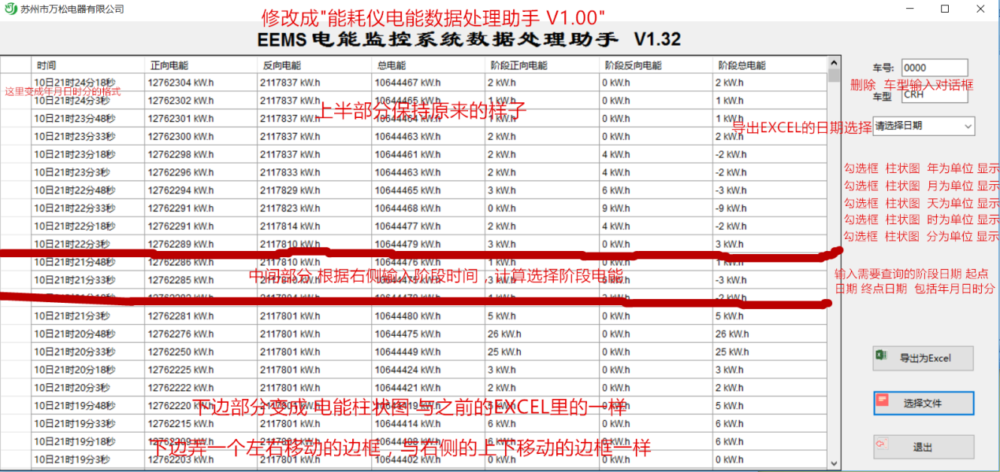 苏州市万松电器有限公司
修改成"能耗仪电能数据处理助手 V1.00"
EEMS 电能监控系统数据处理助手 V1.32
时间 正向电能 反向电能 总电能 阶段正向电能 阶段反向电能 阶段总电能
车号: 0000
10日21时24分18秒 12762304 kW.h 2117837 kW.h 10644467 kW.h 2 kW.h 0 kW.h 2 kW.h
这里变成年月日时分的格式
删除 车型输入对话框
车型 CRH
10日21时24分3秒 12762302 kW.h 2117837 kW.h 10644465 kW.h 1 kW.h 0 kW.h 1 kW.h
上半部分保持原来的样子
10日21时23分48秒 12762301 kW.h 2117837 kW.h 10644464 kW.h 1 kW.h 0 kW.h 1 kW.h
导出EXCEL的日期选择 请选择日期
10日21时23分33秒 12762300 kW.h 2117837 kW.h 10644463 kW.h 2 kW.h 0 kW.h 2 kW.h
10日21时23分18秒 12762298 kW.h 2117837 kW.h 10644461 kW.h 2 kW.h 4 kW.h -2 kW.h
勾选框 柱状图 年为单位 显示
10日21时23分3秒 12762296 kW.h 2117833 kW.h 10644463 kW.h 2 kW.h 4 kW.h -2 kW.h
勾选框 柱状图 月为单位 显示
10日21时22分48秒 12762294 kW.h 2117829 kW.h 10644465 kW.h 3 kW.h 6 kW.h -3 kW.h
勾选框 柱状图 天为单位 显示
10日21时22分33秒 12762291 kW.h 2117823 kW.h 10644468 kW.h 0 kW.h 9 kW.h -9 kW.h
勾选框 柱状图 时为单位 显示
10日21时22分18秒 12762291 kW.h 2117814 kW.h 10644477 kW.h 2 kW.h 4 kW.h -2 kW.h
勾选框 柱状图 分为单位 显示
10日21时22分3秒 12762289 kW.h 2117810 kW.h 10644479 kW.h 3 kW.h 0 kW.h 3 kW.h
10日21时21分48秒 12762286 kW.h 2117810 kW.h 10644476 kW.h 1 kW.h 0 kW.h 1 kW.h
中间部分 根据右侧输入阶段时间，计算选择阶段电能
输入需要查询的阶段日期 起点
日期 终点日期 包括年月日时分
10日21时21分33秒 12762285 kW.h 10644475 kW.h 3 kW.h 6 kW.h -3 kW.h
-2 kW.h
10日21时21分3秒 12762281 kW.h 2117801 kW.h 10644480 kW.h 5 kW.h 0 kW.h 5 kW.h
10日21时20分48秒 12762276 kW.h 2117801 kW.h 10644475 kW.h 26 kW.h 0 kW.h 26 kW.h
10日21时20分33秒 12762250 kW.h 2117801 kW.h 10644449 kW.h 25 kW.h 0 kW.h 25 kW.h
导出为Excel
10日21时20分18秒 12762225 kW.h 2117801 kW.h 10644424 kW.h 3 kW.h 0 kW.h 3 kW.h
10日21时20分3秒 12762222 kW.h 2117801 kW.h 10644421 kW.h 2 kW.h 0 kW.h 2 kW.h
选择文件
10日21时19分48秒 12762220 kW.h 2117801 kW.h 10644419 kW.h 5 kW.h 0 kW.h 5 kW.h
下边部分变成 电能柱状图 与之前的EXCEL里的一样
10日21时19分33秒 12762215 kW.h 2117801 kW.h 10644414 kW.h 6 kW.h 0 kW.h 6 kW.h
10日21时19分18秒 12762209 kW.h 2117801 kW.h 10644408 kW.h 6 kW.h 0 kW.h 6 kW.h
下边弄一个左右移动的边框，与右侧的上下移动的边框一样
退出
10日21时19分3秒 12762203 kW.h 2117801 kW.h 10644402 kW.h 0 kW.h 0 kW.h 0 kW.h